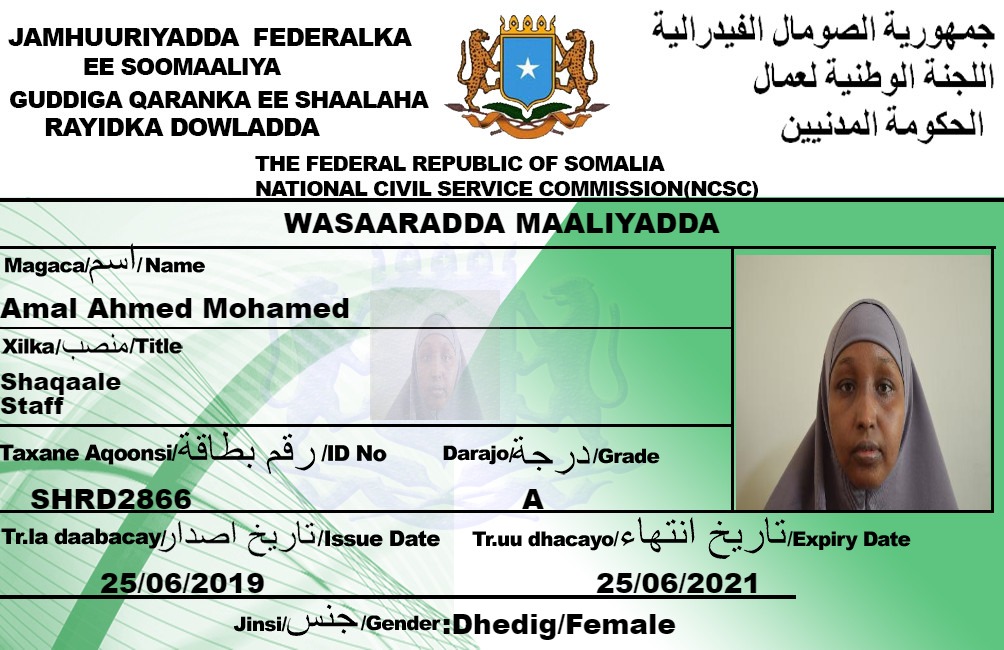 JAMHUURIYADDA FEDERALKA
EE SOOMAALIYA
GUDDIGA QARANKA EE SHAALAHA
RAYIDKA DOWLADDA
جمهورية الصومال الفيدرالية
اللجنة الوطنية لعمال
الحكومة المدنيين
THE FEDERAL REPUBLIC OF SOMALIA
NATIONAL CIVIL SERVICE COMMISSION(NCSC)
WASAARADDA MAALIYADDA
Magaca/اسم/Name
Amal Ahmed Mohamed
Xilka/منصب/Title
Shaqaale
Staff
Taxane Aqoonsi/رقم بطاقة/ID No
Darajo/درجة/Grade
SHRD2866
A
Tr.la daabacay/تاريخ اصدار/Issue Date
Tr.uu dhacayo/تاريخ انتهاء/Expiry Date
25/06/2019
25/06/2021
Jinsi/جنس/Gender:Dhedig/Female